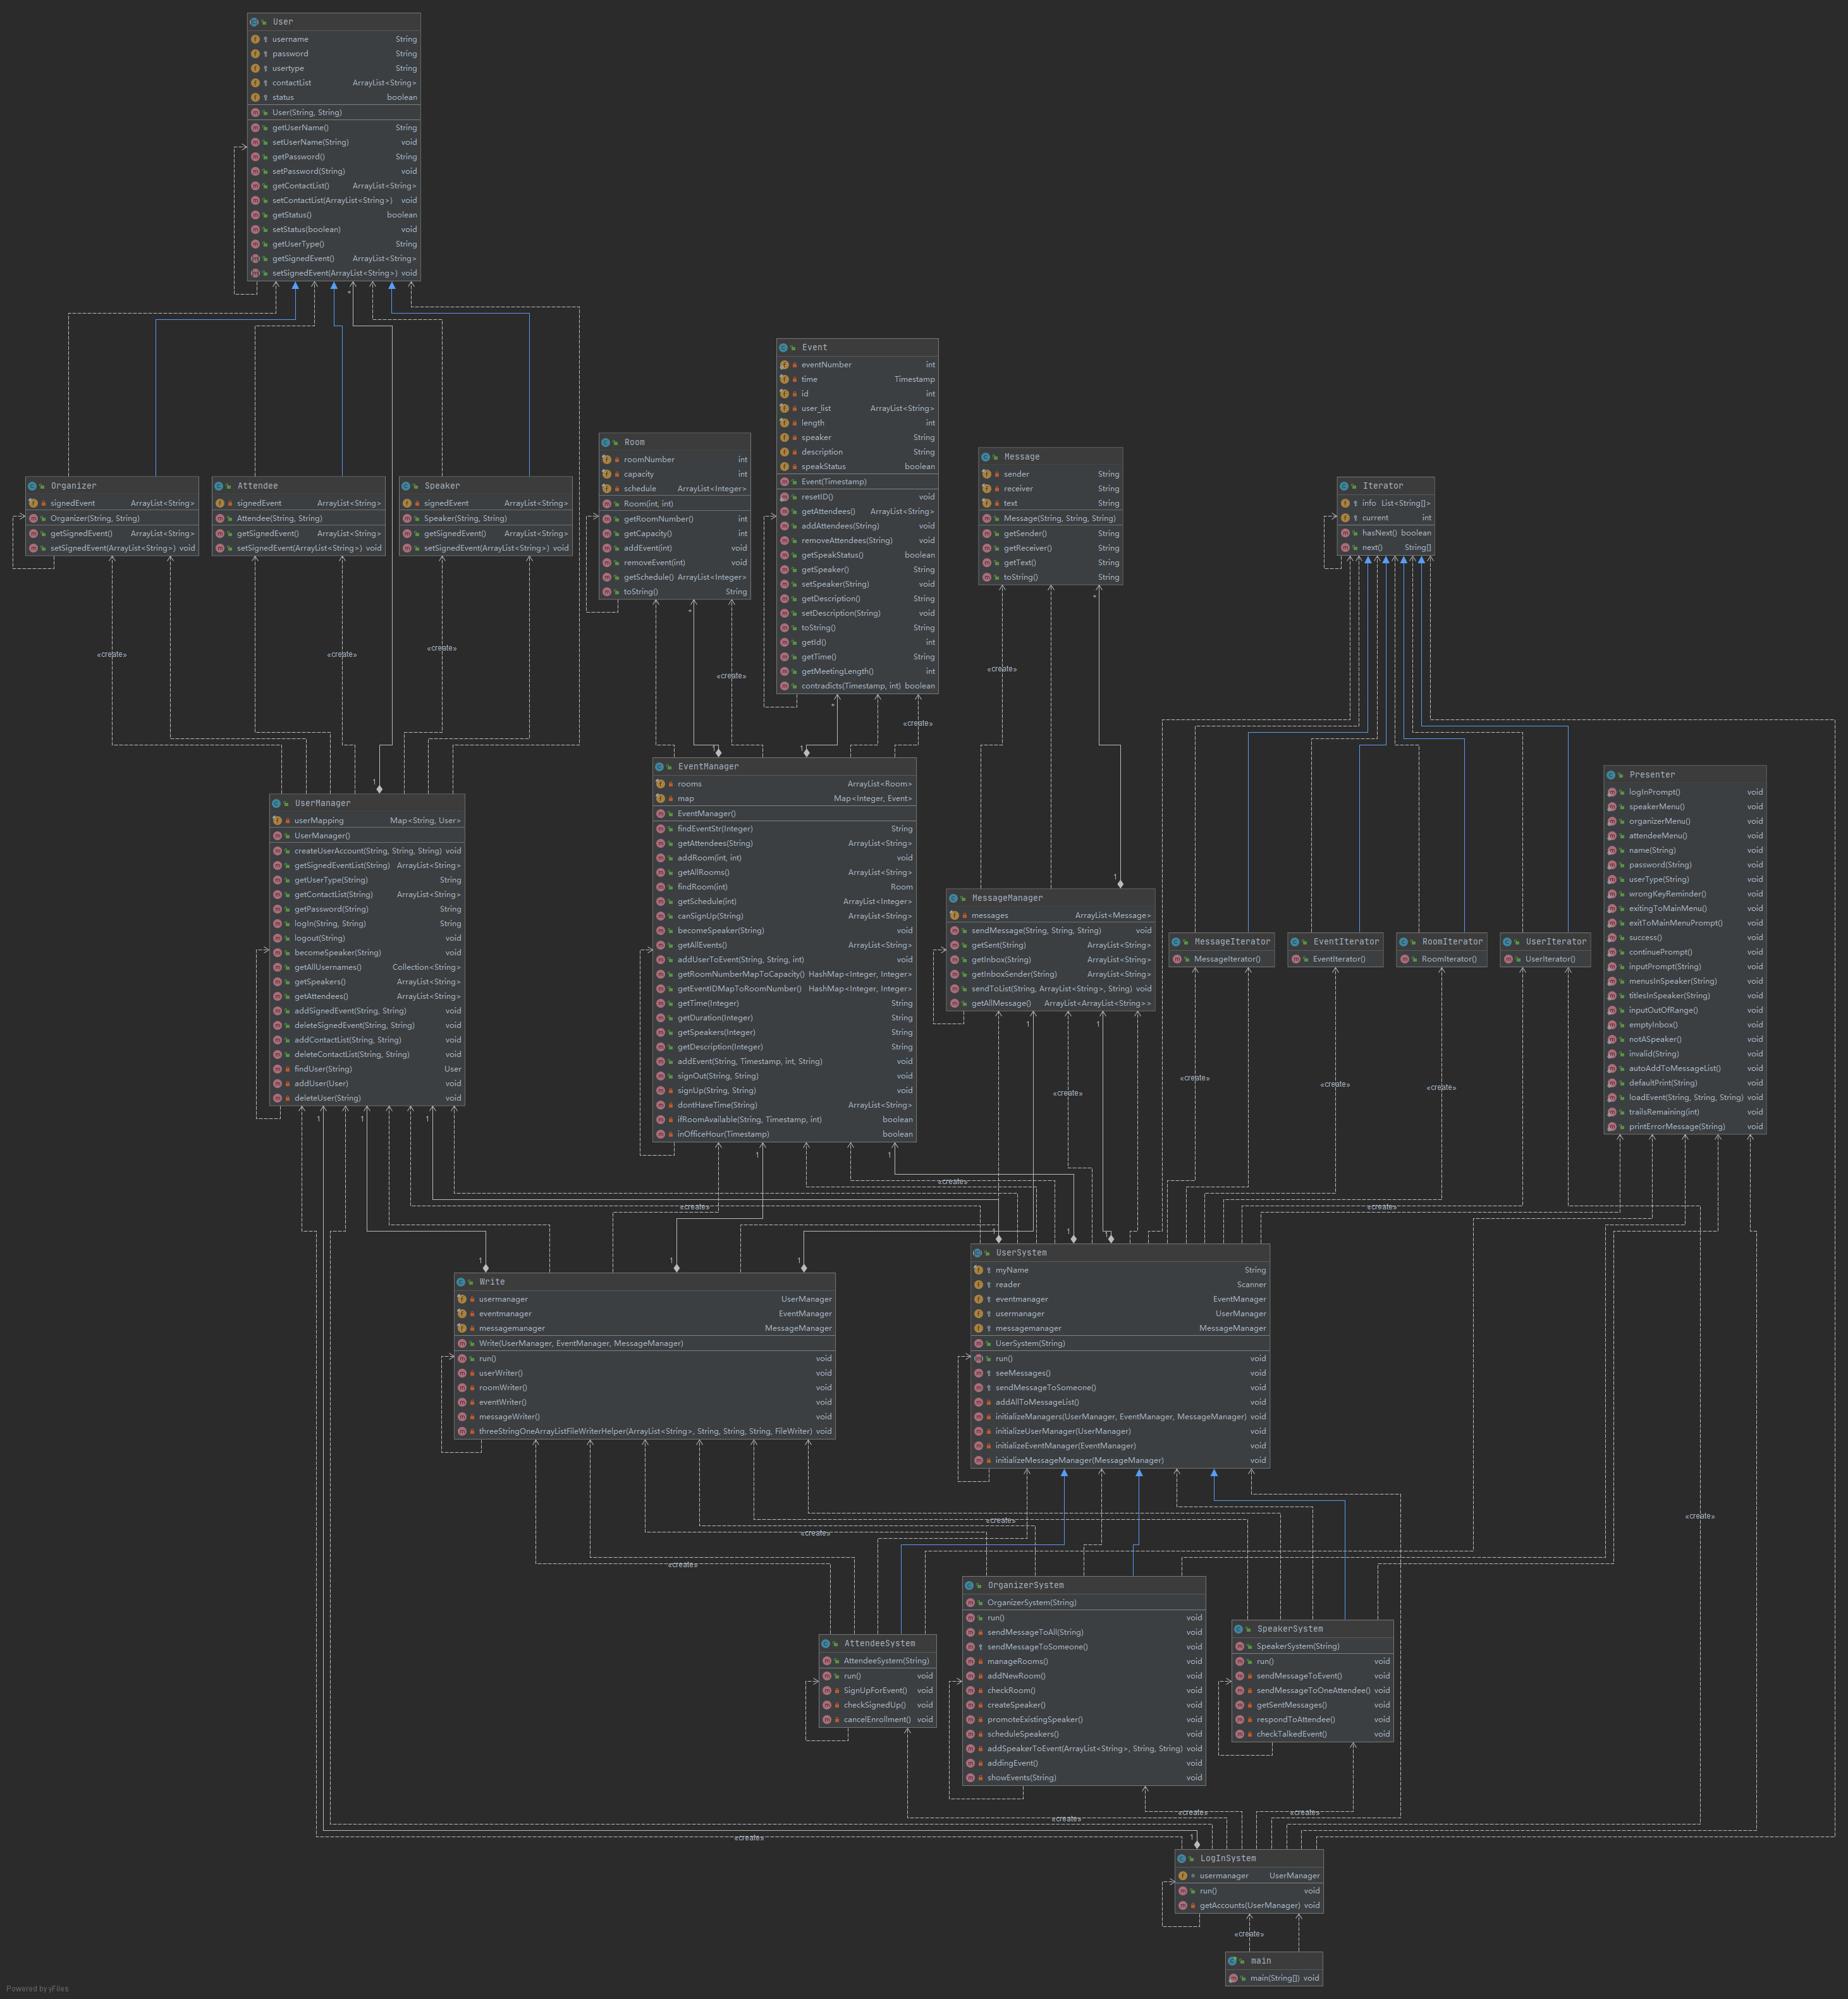 User
username String
password String
usertype String
contactList ArrayList<String>
status boolean
User(String, String)
getUserName() String
setUserName(String) void
getPassword() String
setPassword(String) void
getContactList() ArrayList<String>
setContactList(ArrayList<String>) void
getStatus() boolean
setStatus(boolean) void
getUserType() String
getSignedEvent() ArrayList<String>
setSignedEvent(ArrayList<String>) void
*
Organizer
signedEvent ArrayList<String>
Organizer(String, String)
getSignedEvent() ArrayList<String>
setSignedEvent(ArrayList<String>) void
Attendee
signedEvent ArrayList<String>
Attendee(String, String)
getSignedEvent() ArrayList<String>
setSignedEvent(ArrayList<String>) void
Speaker
signedEvent ArrayList<String>
Speaker(String, String)
getSignedEvent() ArrayList<String>
setSignedEvent(ArrayList<String>) void
Room
roomNumber int
capacity int
schedule ArrayList<Integer>
Room(int, int)
getRoomNumber() int
getCapacity() int
addEvent(int) void
removeEvent(int) void
getSchedule() ArrayList<Integer>
toString() String
*
Event
eventNumber int
time Timestamp
id int
user_list ArrayList<String>
length int
speaker String
description String
speakStatus boolean
Event(Timestamp)
resetID() void
getAttendees() ArrayList<String>
addAttendees(String) void
removeAttendees(String) void
getSpeakStatus() boolean
getSpeaker() String
setSpeaker(String) void
getDescription() String
setDescription(String) void
toString() String
getId() int
getTime() String
getMeetingLength() int
contradicts(Timestamp, int) boolean
*
Message
sender String
receiver String
text String
Message(String, String, String)
getSender() String
getReceiver() String
getText() String
toString() String
*
Iterator
info List<String[]>
current int
hasNext() boolean
next() String[]
«create»
«create»
«create»
«create»
«create»
«create»
1
1
1
1
UserManager
userMapping Map<String, User>
UserManager()
createUserAccount(String, String, String) void
getSignedEventList(String) ArrayList<String>
getUserType(String) String
getContactList(String) ArrayList<String>
getPassword(String) String
logIn(String, String) String
logout(String) void
becomeSpeaker(String) void
getAllUsernames() Collection<String>
getSpeakers() ArrayList<String>
getAttendees() ArrayList<String>
addSignedEvent(String, String) void
deleteSignedEvent(String, String) void
addContactList(String, String) void
deleteContactList(String, String) void
findUser(String) User
addUser(User) void
deleteUser(String) void
EventManager
rooms ArrayList<Room>
map Map<Integer, Event>
EventManager()
findEventStr(Integer) String
getAttendees(String) ArrayList<String>
addRoom(int, int) void
getAllRooms() ArrayList<String>
findRoom(int) Room
getSchedule(int) ArrayList<Integer>
canSignUp(String) ArrayList<String>
becomeSpeaker(String) void
getAllEvents() ArrayList<String>
addUserToEvent(String, String, int) void
getRoomNumberMapToCapacity() HashMap<Integer, Integer>
getEventIDMapToRoomNumber() HashMap<Integer, Integer>
getTime(Integer) String
getDuration(Integer) String
getSpeakers(Integer) String
getDescription(Integer) String
addEvent(String, Timestamp, int, String) void
signOut(String, String) void
signUp(String, String) void
dontHaveTime(String) ArrayList<String>
ifRoomAvailable(String, Timestamp, int) boolean
inOfficeHour(Timestamp) boolean
MessageManager
messages ArrayList<Message>
sendMessage(String, String, String) void
getSent(String) ArrayList<String>
getInbox(String) ArrayList<String>
getInboxSender(String) ArrayList<String>
sendToList(String, ArrayList<String>, String) void
getAllMessage() ArrayList<ArrayList<String>>
MessageIterator
MessageIterator()
EventIterator
EventIterator()
RoomIterator
RoomIterator()
UserIterator
UserIterator()
Presenter
logInPrompt() void
speakerMenu() void
organizerMenu() void
attendeeMenu() void
name(String) void
password(String) void
userType(String) void
wrongKeyReminder() void
exitingToMainMenu() void
exitToMainMenuPrompt() void
success() void
continuePrompt() void
inputPrompt(String) void
menusInSpeaker(String) void
titlesInSpeaker(String) void
inputOutOfRange() void
emptyInbox() void
notASpeaker() void
invalid(String) void
autoAddToMessageList() void
defaultPrint(String) void
loadEvent(String, String, String) void
trailsRemaining(int) void
printErrorMessage(String) void
1
1
1
1
1
1
1
«create»
«create»
«create»
«create»
«create»
«create»
«create»
1
1
1
1
1
1
Write
usermanager UserManager
eventmanager EventManager
messagemanager MessageManager
Write(UserManager, EventManager, MessageManager)
run() void
userWriter() void
roomWriter() void
eventWriter() void
messageWriter() void
threeStringOneArrayListFileWriterHelper(ArrayList<String>, String, String, String, FileWriter) void
UserSystem
myName String
reader Scanner
eventmanager EventManager
usermanager UserManager
messagemanager MessageManager
UserSystem(String)
run() void
seeMessages() void
sendMessageToSomeone() void
addAllToMessageList() void
initializeManagers(UserManager, EventManager, MessageManager) void
initializeUserManager(UserManager) void
initializeEventManager(EventManager) void
initializeMessageManager(MessageManager) void
«create»
«create»
«create»
«create»
AttendeeSystem
AttendeeSystem(String)
run() void
SignUpForEvent() void
checkSignedUp() void
cancelEnrollment() void
OrganizerSystem
OrganizerSystem(String)
run() void
sendMessageToAll(String) void
sendMessageToSomeone() void
manageRooms() void
addNewRoom() void
checkRoom() void
createSpeaker() void
promoteExistingSpeaker() void
scheduleSpeakers() void
addSpeakerToEvent(ArrayList<String>, String, String) void
addingEvent() void
showEvents(String) void
SpeakerSystem
SpeakerSystem(String)
run() void
sendMessageToEvent() void
sendMessageToOneAttendee() void
getSentMessages() void
respondToAttendee() void
checkTalkedEvent() void
«create»
«create»
«create»
«create»
1
LogInSystem
usermanager UserManager
run() void
getAccounts(UserManager) void
«create»
main
main(String[]) void
Powered by yFiles